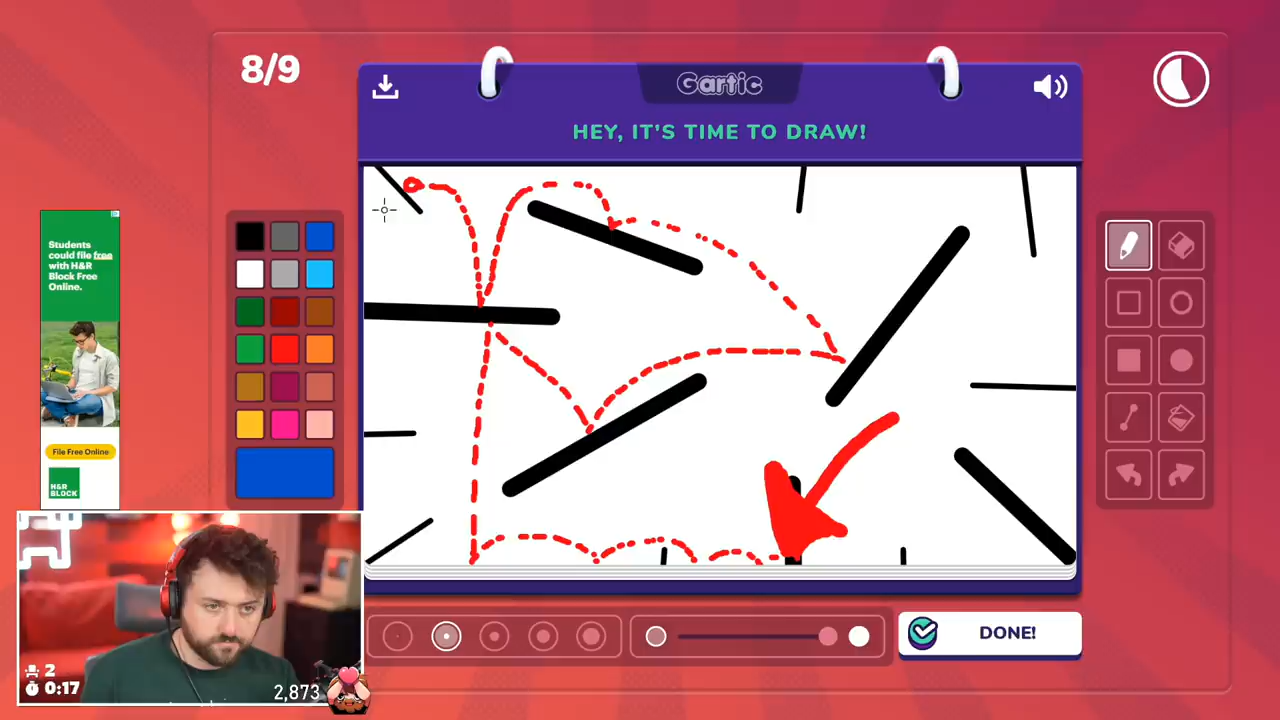 8/9
Gartic
HEY, IT'S TIME TO DRAW!
Students
could file free
with H&R
Block Free
Online.
File Free Online
H&R
BLOCK
DONE!
2
0:17
2,873